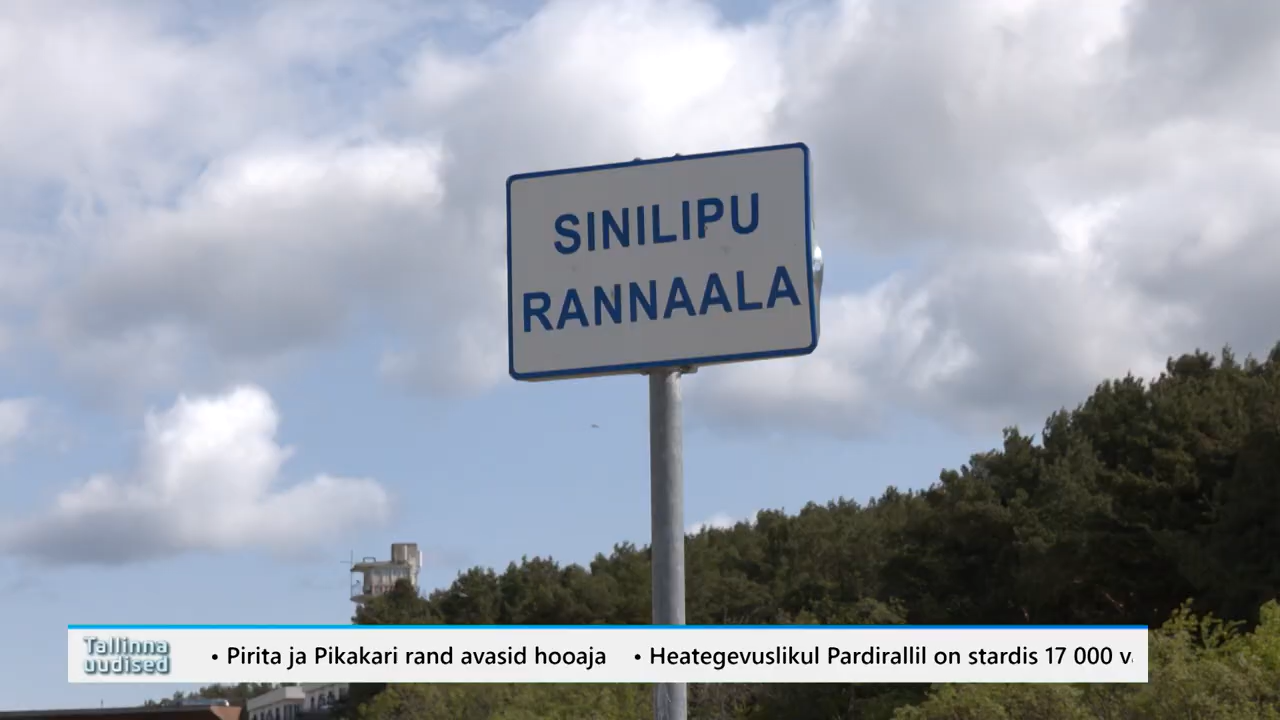 SINILIPU
RANNAALA
Tallinna
uudised
• Pirita ja Pikakari rand avasid hooaja • Heategevuslikul Pardirallil on stardis 17 000